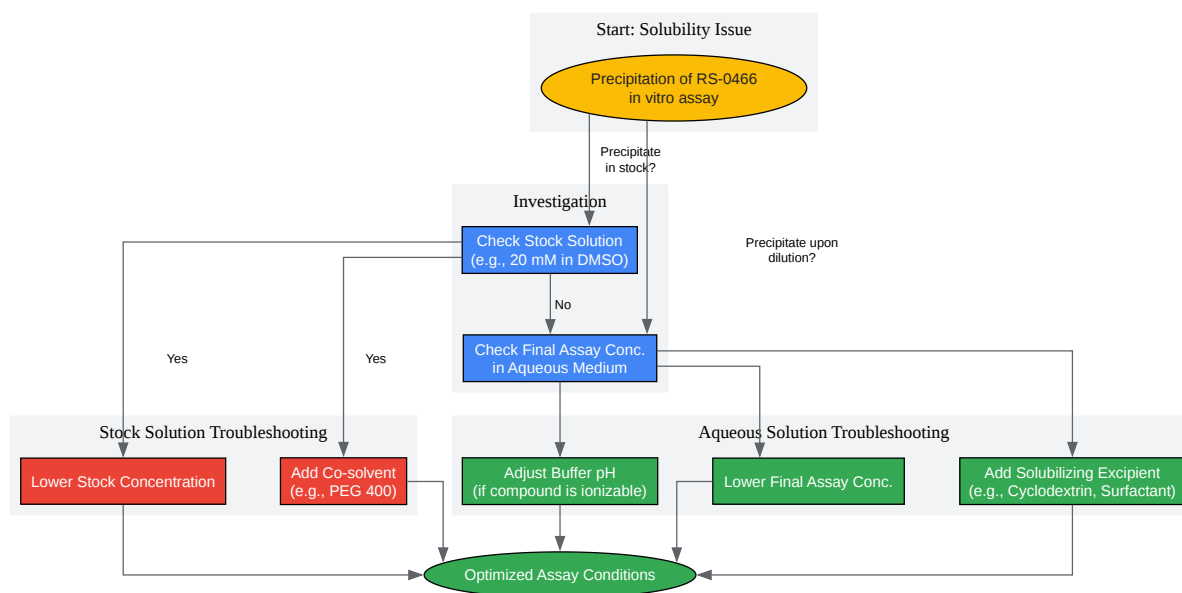 Start: Solubility Issue
Precipitation of RS-0466
in vitro assay
Precipitate
in stock?
Investigation
Check Stock Solution
(e.g., 20 mM in DMSO)
Precipitate upon
dilution?
No
Yes
Yes
Check Final Assay Conc.
in Aqueous Medium
Stock Solution Troubleshooting
Aqueous Solution Troubleshooting
Lower Stock Concentration
Add Co-solvent
(e.g., PEG 400)
Adjust Buffer pH
(if compound is ionizable)
Lower Final Assay Conc.
Add Solubilizing Excipient
(e.g., Cyclodextrin, Surfactant)
Optimized Assay Conditions